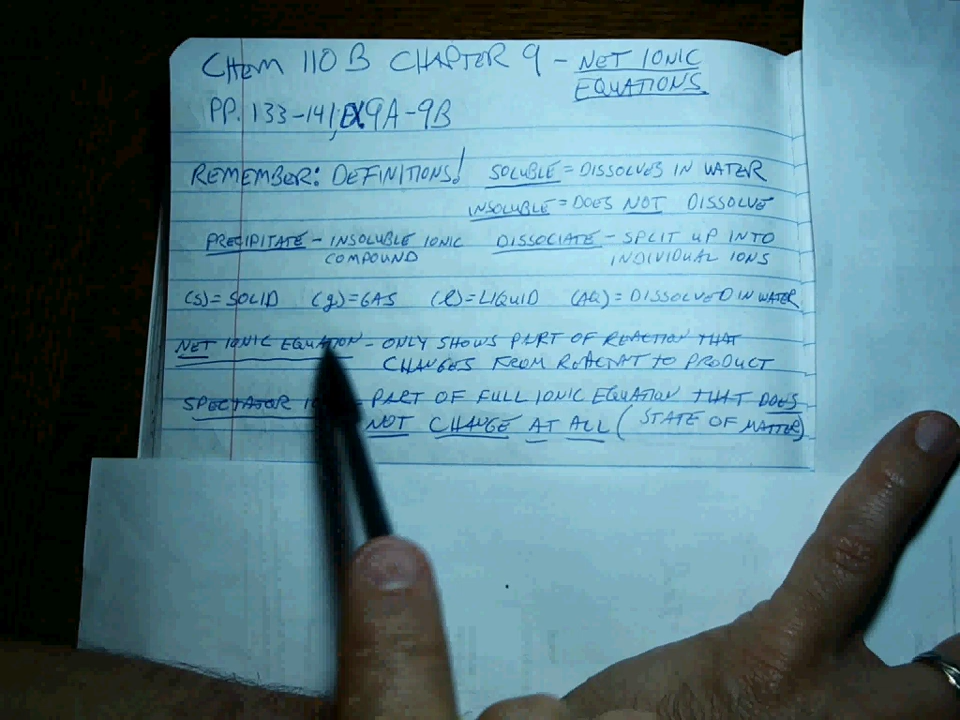 CHEM 110 B CHAPTER 9 - NET IONIC
EQUATIONS.
PP. 133-141, EX 9A-9B
REMEMBER: DEFINITIONS! SOLUBLE = DISSOLVES IN WATER
INSOLUBLE = DOES NOT DISSOLVE
PRECIPITATE - INSOLUBLE IONIC DISSOCIATE - SPLIT UP INTO
COMPOUND INDIVIDUAL IONS
(s) = SOLID (g) = GAS (l) = LIQUID (AQ) = DISSOLVED IN WATER
NET IONIC EQUATION - ONLY SHOWS PART OF REACTION THAT
CHANGES FROM REACTAT TO PRODUCT
SPECTATOR - PART OF FULL IONIC EQUATION THAT DOES
NOT CHANGE AT ALL (STATE OF MATTER)